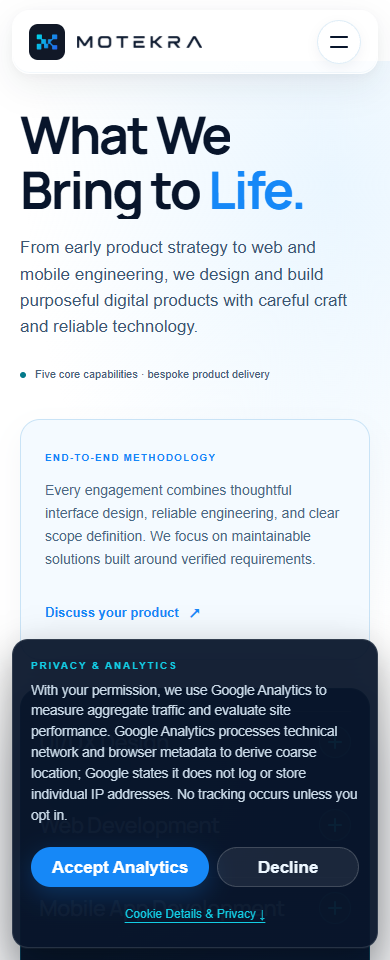 MOTEKRA
What We
Bring to Life.
From early product strategy to web and
mobile engineering, we design and build
purposeful digital products with careful craft
and reliable technology.
Five core capabilities · bespoke product delivery
END-TO-END METHODOLOGY
Every engagement combines thoughtful
interface design, reliable engineering, and clear
scope definition. We focus on maintainable
solutions built around verified requirements.
Discuss your product ↗
PRIVACY & ANALYTICS
With your permission, we use Google Analytics to
measure aggregate traffic and evaluate site
performance. Google Analytics processes technical
network and browser metadata to derive coarse
location; Google states it does not log or store
individual IP addresses. No tracking occurs unless you
opt in.
Web Development
Accept Analytics
Decline
Mobile App Development
Cookie Details & Privacy ↓